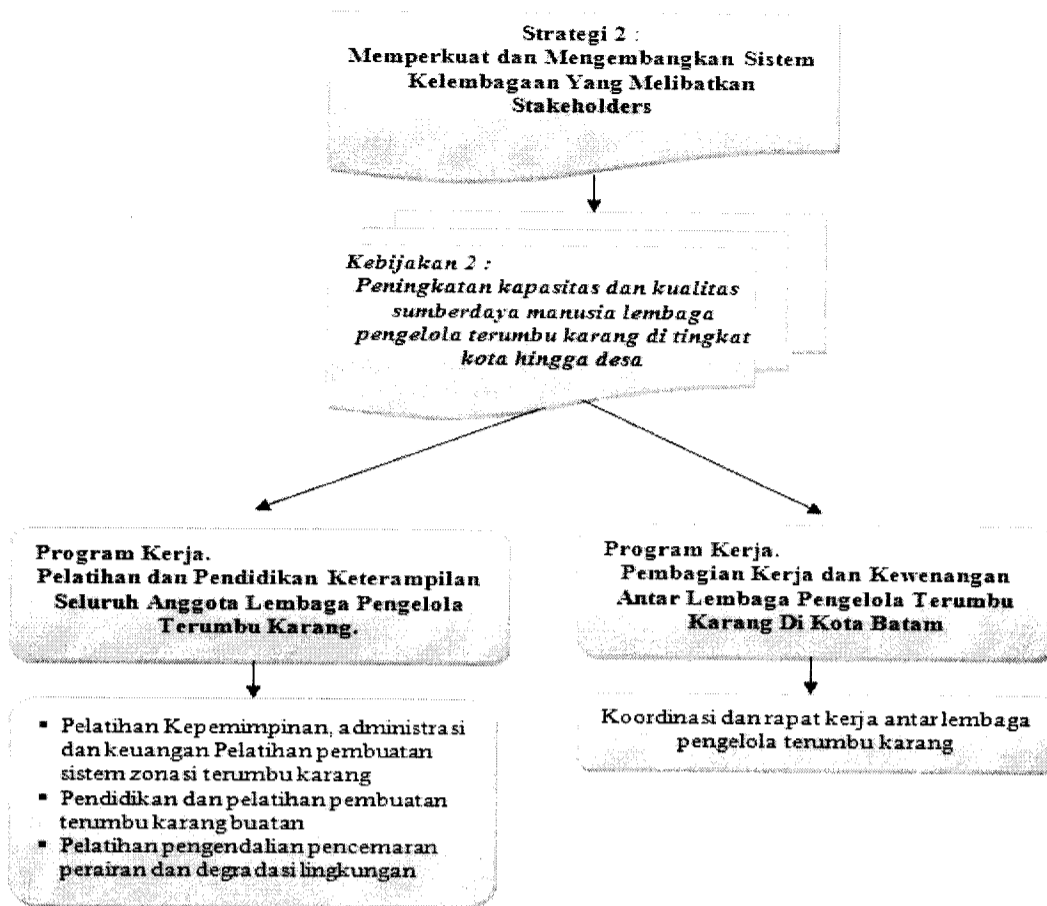 Strategi 2 :
Memperkuat dan Mengembangkan Sistem
Kelembagaan Yang Melibatkan
Stakeholders
Kebijakan 2 :
Peningkatan kapasitas dan kualitas
sumberdaya manusia lembaga
pengelola terumbu karang di tingkat
kota hingga desa
Program Kerja.
Pelatihan dan Pendidikan Keterampilan
Seluruh Anggota Lembaga Pengelola
Terumbu Karang.
Program Kerja.
Pembagian Kerja dan Kewenangan
Antar Lembaga Pengelola Terumbu
Karang Di Kota Batam
▪ Pelatihan Kepemimpinan, administrasi
dan keuangan Pelatihan pembuatan
sistem zonasi terumbu karang
▪ Pendidikan dan pelatihan pembuatan
terumbu karang buatan
▪ Pelatihan pengendalian pencemaran
perairan dan degradasi lingkungan
Koordinasi dan rapat kerja antar lembaga
pengelola terumbu karang